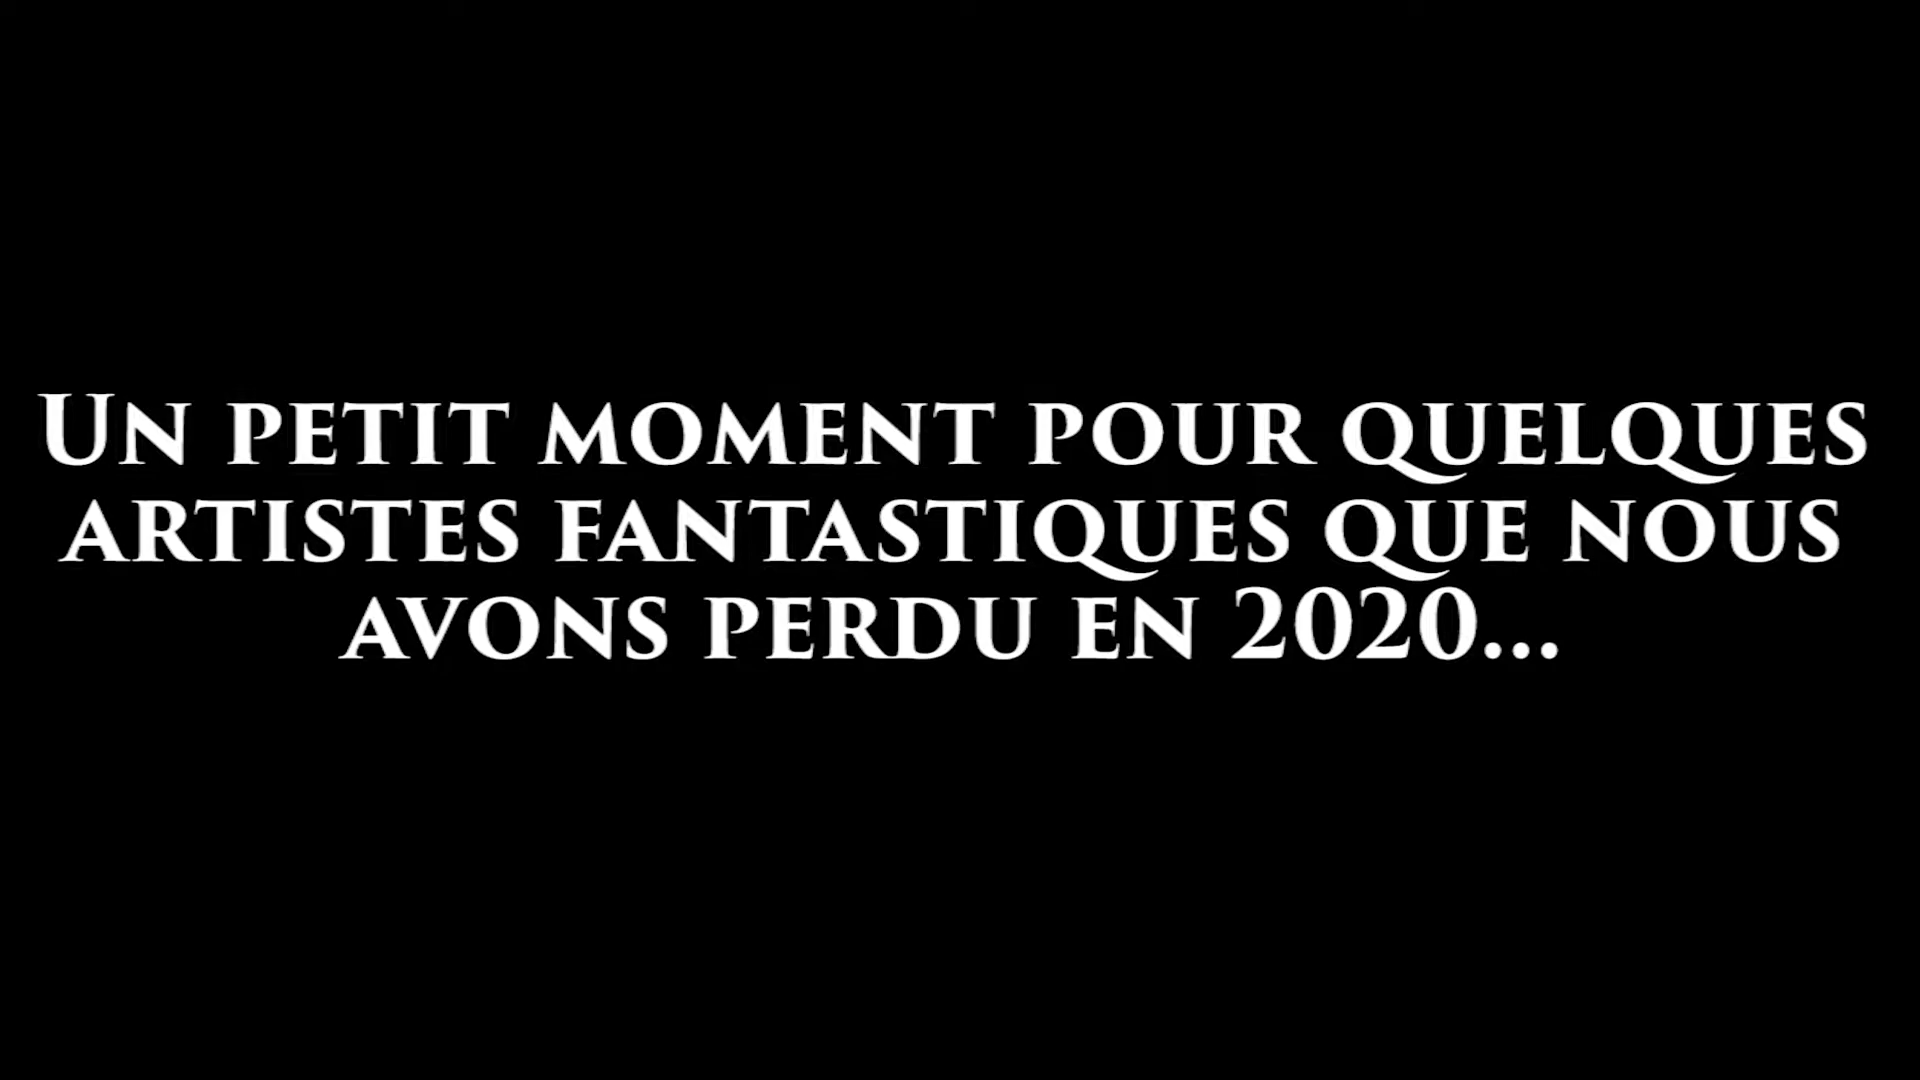 Un petit moment pour quelques
artistes fantastiques que nous
avons perdu en 2020...